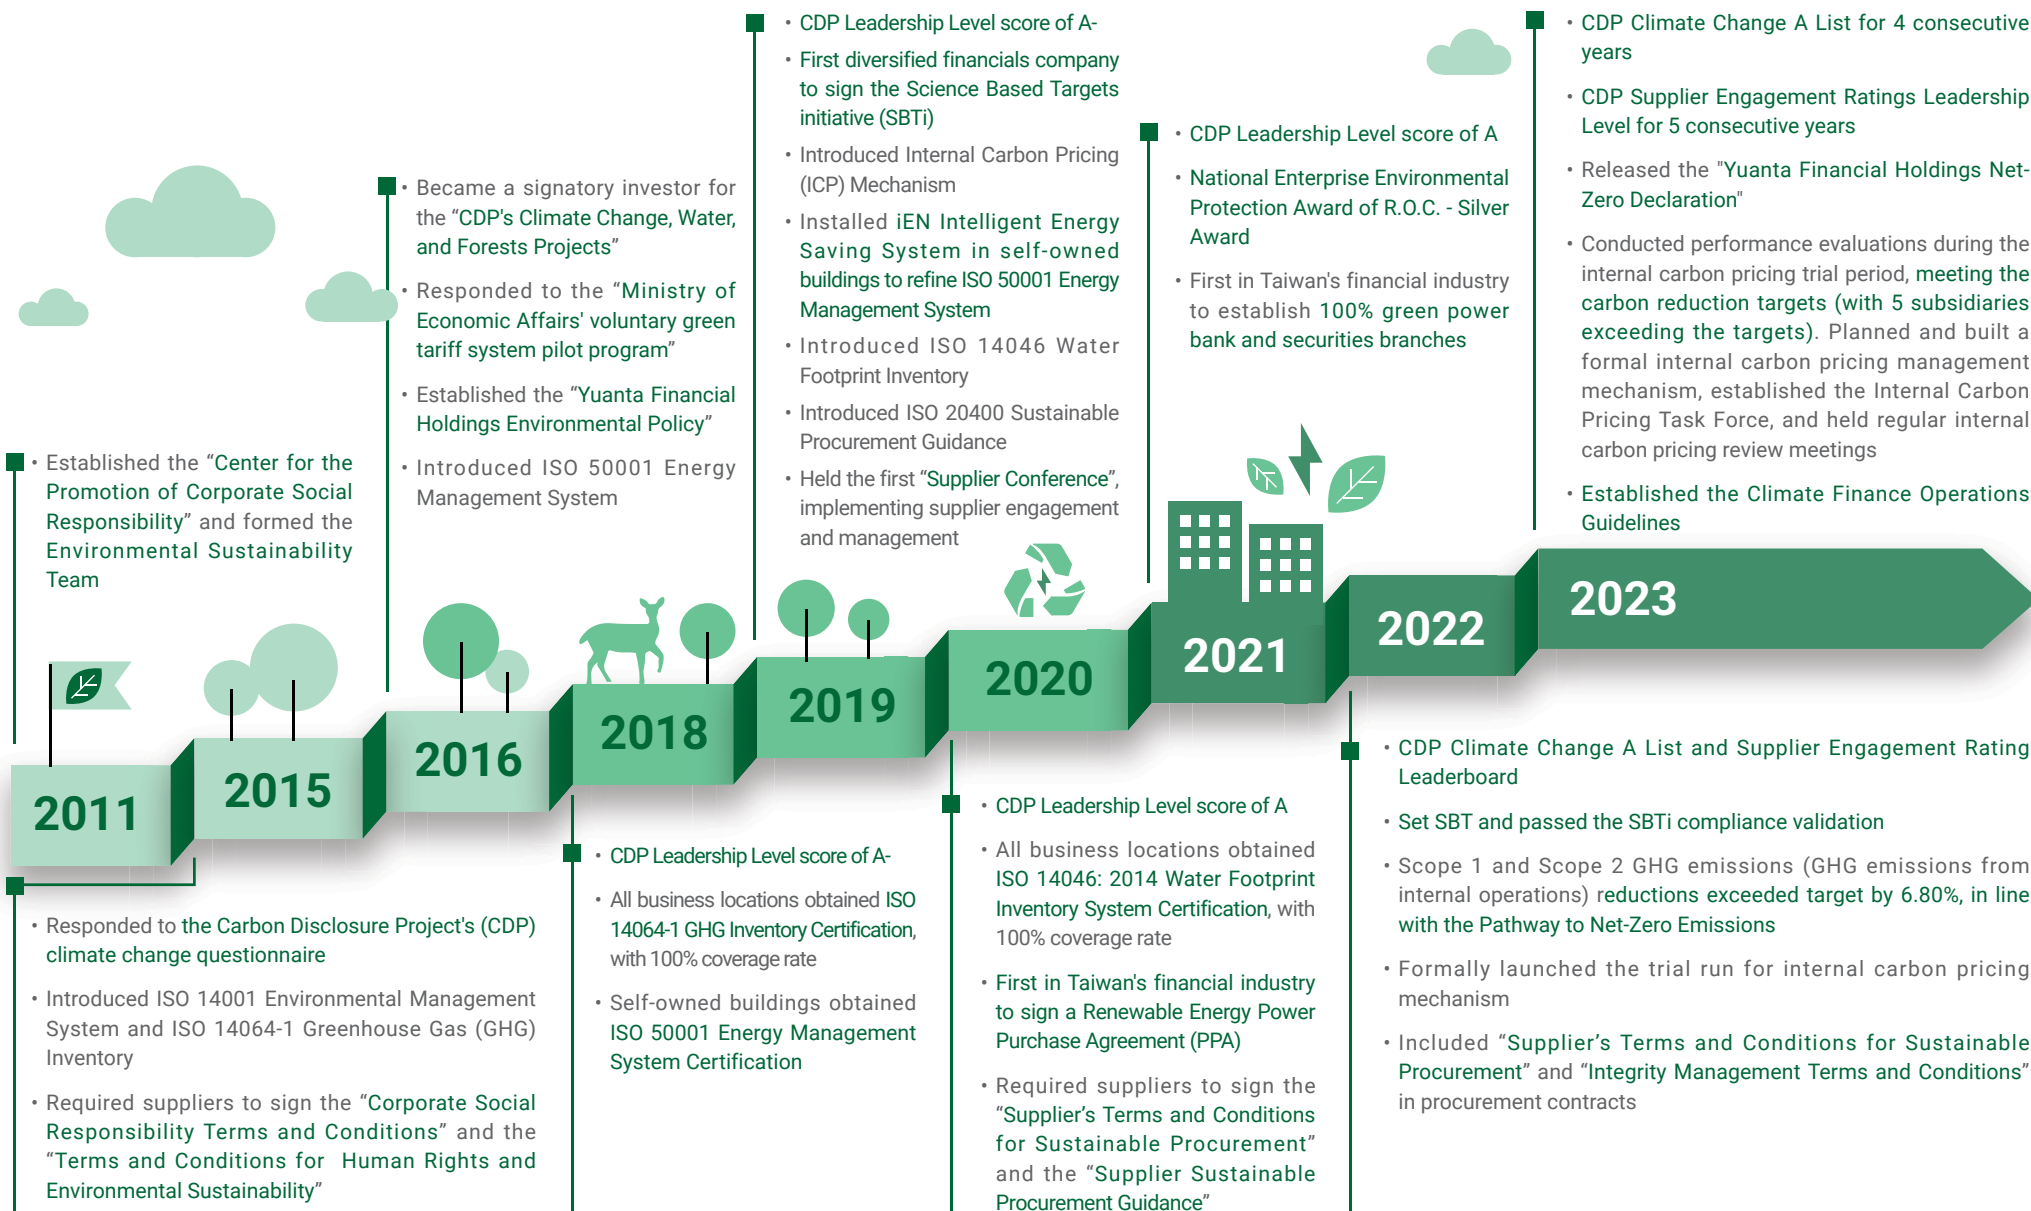 2011
• Established the “Center for the
Promotion of Corporate Social
Responsibility” and formed the
Environmental Sustainability
Team
2015
• Responded to the Carbon Disclosure Project's (CDP)
climate change questionnaire
• Introduced ISO 14001 Environmental Management
System and ISO 14064-1 Greenhouse Gas (GHG)
Inventory
• Required suppliers to sign the “Corporate Social
Responsibility Terms and Conditions” and the
“Terms and Conditions for Human Rights and
Environmental Sustainability”
2016
• Became a signatory investor for
the “CDP's Climate Change, Water,
and Forests Projects”
• Responded to the “Ministry of
Economic Affairs' voluntary green
tariff system pilot program”
• Established the “Yuanta Financial
Holdings Environmental Policy”
• Introduced ISO 50001 Energy
Management System
2018
• CDP Leadership Level score of A-
• All business locations obtained ISO
14064-1 GHG Inventory Certification,
with 100% coverage rate
• Self-owned buildings obtained
ISO 50001 Energy Management
System Certification
2019
• CDP Leadership Level score of A-
• First diversified financials company
to sign the Science Based Targets
initiative (SBTi)
• Introduced Internal Carbon Pricing
(ICP) Mechanism
• Installed iEN Intelligent Energy
Saving System in self-owned
buildings to refine ISO 50001 Energy
Management System
• Introduced ISO 14046 Water
Footprint Inventory
• Introduced ISO 20400 Sustainable
Procurement Guidance
• Held the first “Supplier Conference”,
implementing supplier engagement
and management
2020
• CDP Leadership Level score of A
• All business locations obtained
ISO 14046: 2014 Water Footprint
Inventory System Certification, with
100% coverage rate
• First in Taiwan's financial industry
to sign a Renewable Energy Power
Purchase Agreement (PPA)
• Required suppliers to sign the
“Supplier’s Terms and Conditions
for Sustainable Procurement”
and the “Supplier Sustainable
Procurement Guidance”
2021
• CDP Leadership Level score of A
• National Enterprise Environmental
Protection Award of R.O.C. - Silver
Award
• First in Taiwan's financial industry
to establish 100% green power
bank and securities branches
2022
• CDP Climate Change A List and Supplier Engagement Rating
Leaderboard
• Set SBT and passed the SBTi compliance validation
• Scope 1 and Scope 2 GHG emissions (GHG emissions from
internal operations) reductions exceeded target by 6.80%, in line
with the Pathway to Net-Zero Emissions
• Formally launched the trial run for internal carbon pricing
mechanism
• Included “Supplier’s Terms and Conditions for Sustainable
Procurement” and “Integrity Management Terms and Conditions”
in procurement contracts
2023
• CDP Climate Change A List for 4 consecutive
years
• CDP Supplier Engagement Ratings Leadership
Level for 5 consecutive years
• Released the "Yuanta Financial Holdings Net-
Zero Declaration"
• Conducted performance evaluations during the
internal carbon pricing trial period, meeting the
carbon reduction targets (with 5 subsidiaries
exceeding the targets). Planned and built a
formal internal carbon pricing management
mechanism, established the Internal Carbon
Pricing Task Force, and held regular internal
carbon pricing review meetings
• Established the Climate Finance Operations
Guidelines